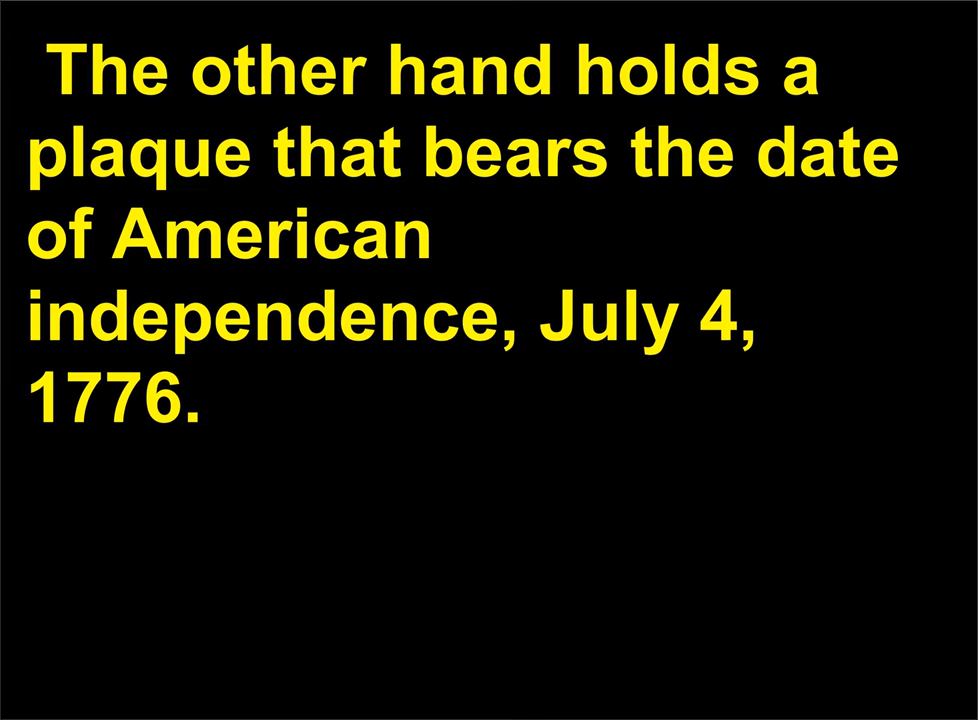 The other hand holds a
plaque that bears the date
of American
independence, July 4,
1776.